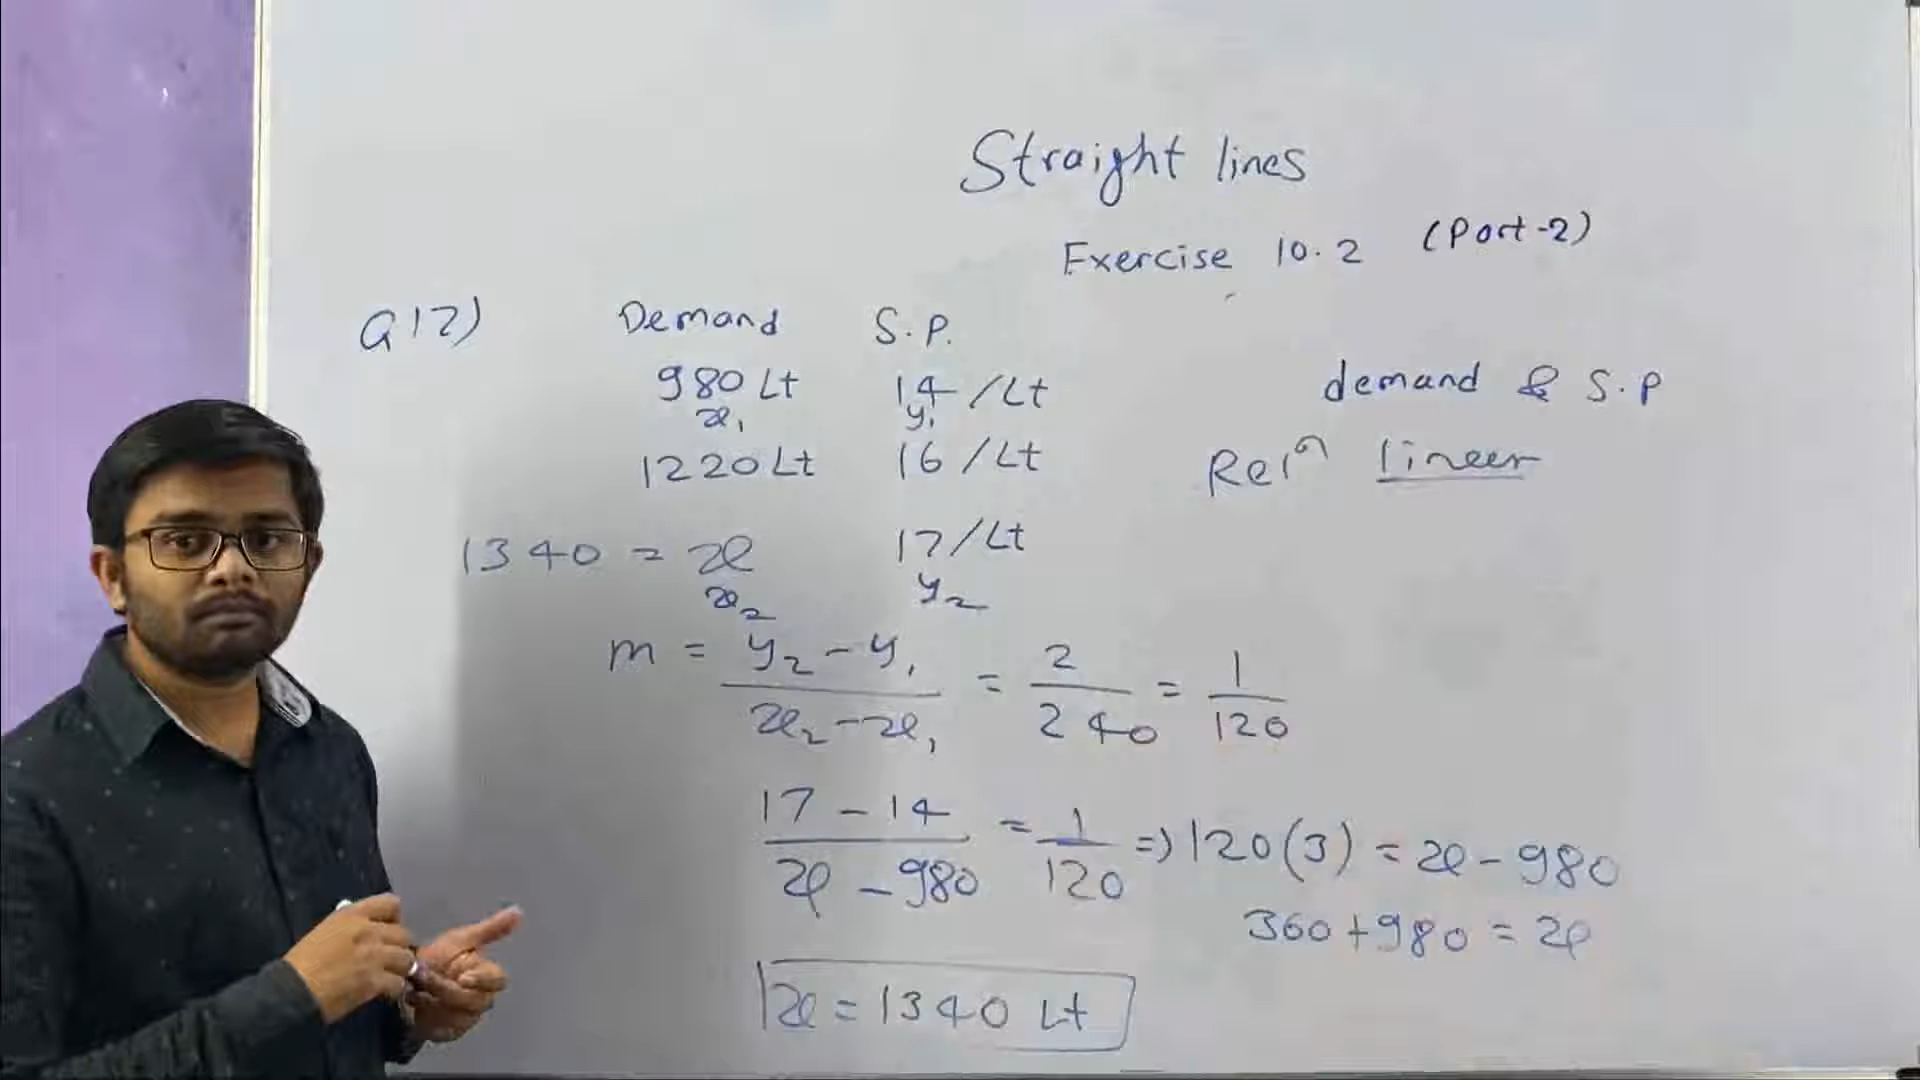 Straight lines
Exercise 10.2 (Part-2)
Q17) Demand S.P.
980 Lt 14/Lt
x₁ y₁
demand & S.P
1220 Lt 16/Lt
Relⁿ linear
1340 = x 17/Lt
x₂ y₂
m = y₂-y₁ / x₂-x₁ = 2/240 = 1/120
17-14 / x-980 = 1/120 ⇒ 120(3) = x-980
360+980 = x
x = 1340 Lt